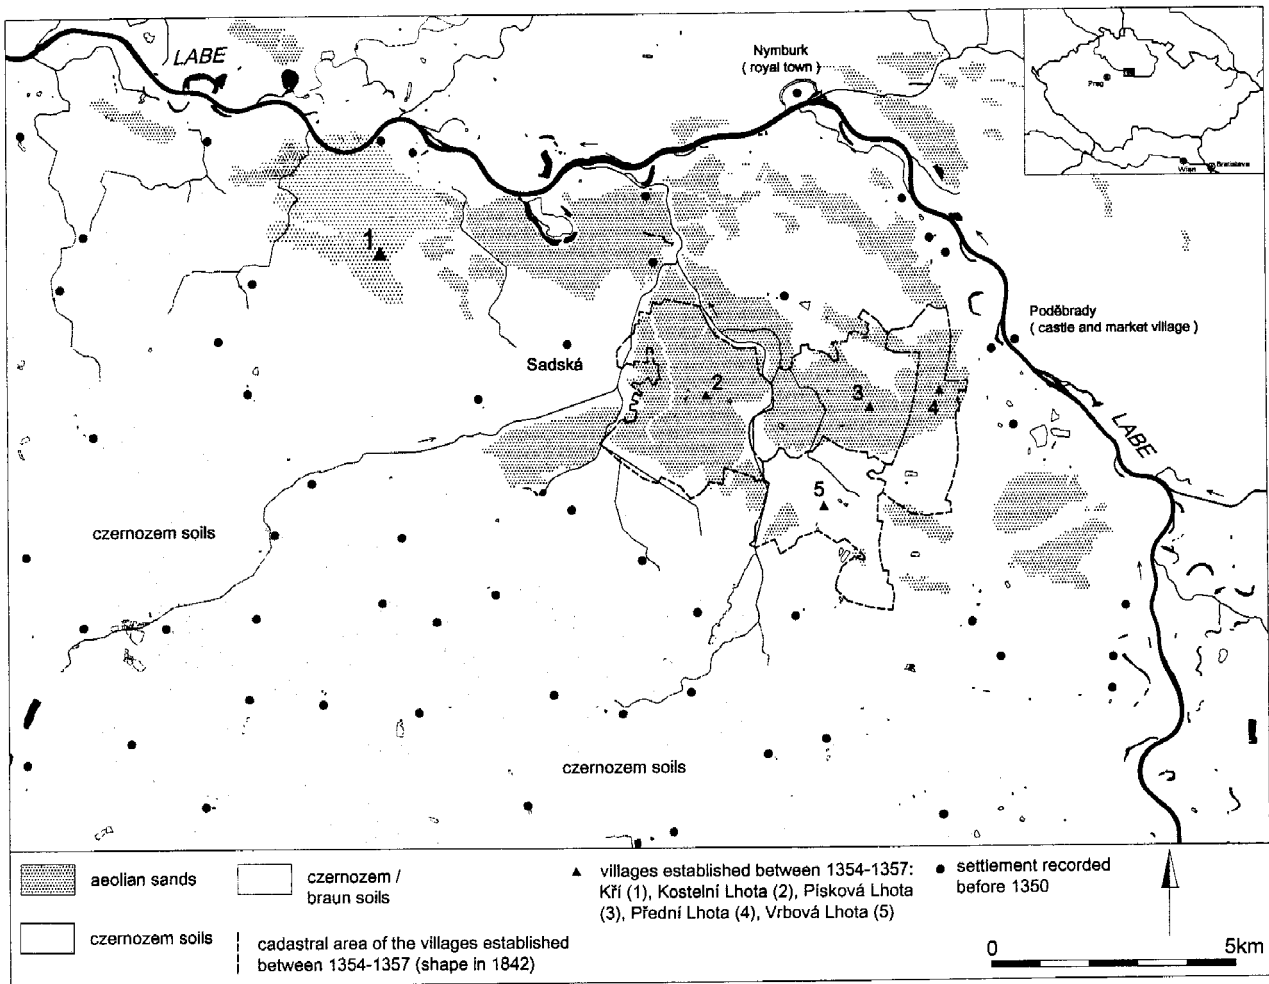 LABE
Nymburk
( royal town )
Prag
Wien
Bratislava
1
Poděbrady
( castle and market village )
Sadská
2
3
4
LABE
5
czernozem soils
czernozem soils
aeolian sands
czernozem /
braun soils
czernozem soils
cadastral area of the villages established
between 1354-1357 (shape in 1842)
villages established between 1354-1357:
Kří (1), Kostelní Lhota (2), Písková Lhota
(3), Přední Lhota (4), Vrbová Lhota (5)
settlement recorded
before 1350
0 5km